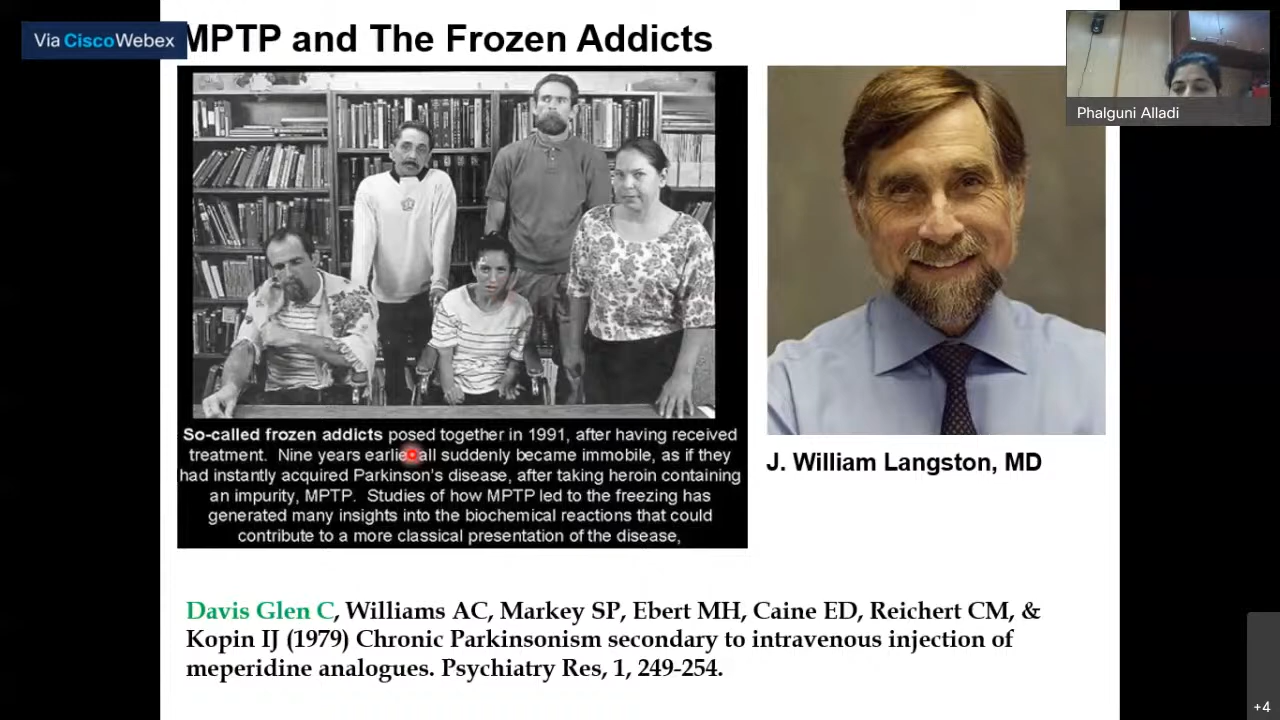 Via CiscoWebex
MPTP and The Frozen Addicts
Phalguni Alladi
So-called frozen addicts posed together in 1991, after having received
treatment. Nine years earlier all suddenly became immobile, as if they
had instantly acquired Parkinson's disease, after taking heroin containing
an impurity, MPTP. Studies of how MPTP led to the freezing has
generated many insights into the biochemical reactions that could
contribute to a more classical presentation of the disease,
J. William Langston, MD
Davis Glen C, Williams AC, Markey SP, Ebert MH, Caine ED, Reichert CM, &
Kopin IJ (1979) Chronic Parkinsonism secondary to intravenous injection of
meperidine analogues. Psychiatry Res, 1, 249-254.
+4